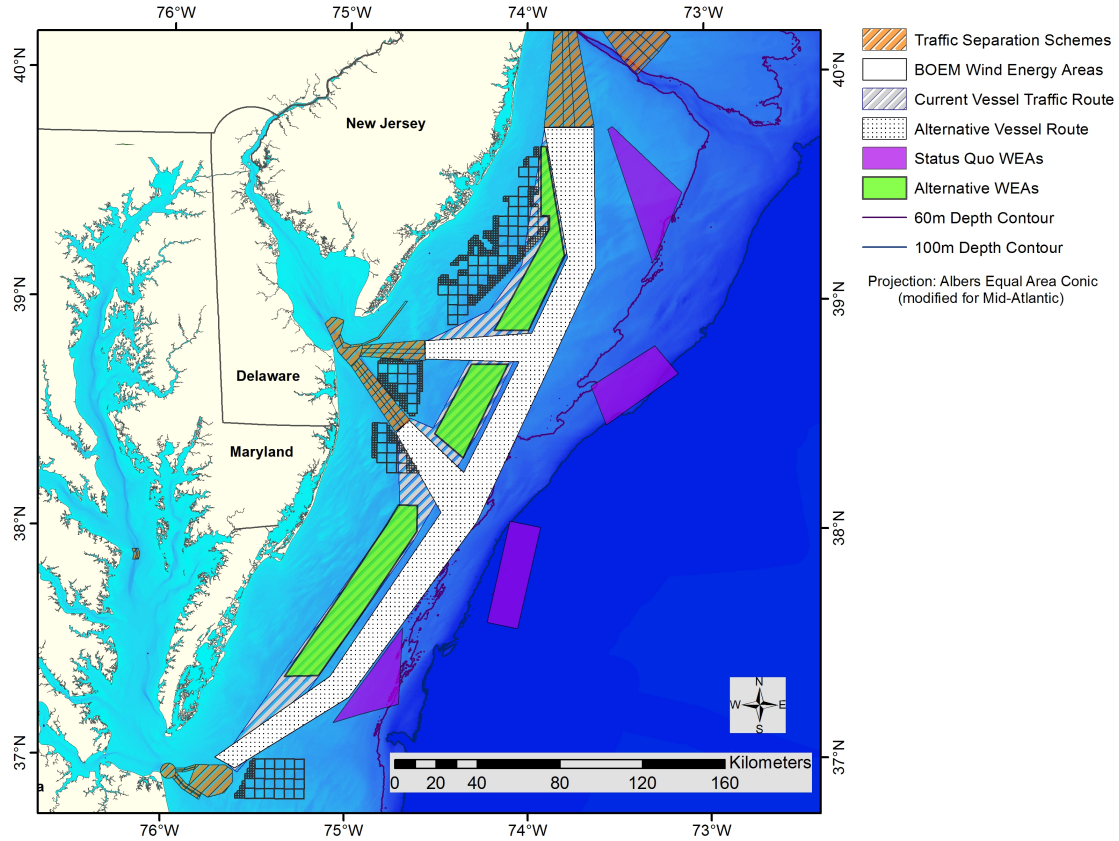 76°W 75°W 74°W 73°W
40°N 40°N
39°N 39°N
38°N 38°N
37°N 37°N
New Jersey
Delaware
Maryland
a
N
W E
S
Kilometers
0 10 20 30 40 80 120 160
76°W 75°W 74°W 73°W
Traffic Separation Schemes
BOEM Wind Energy Areas
Current Vessel Traffic Route
Alternative Vessel Route
Status Quo WEAs
Alternative WEAs
60m Depth Contour
100m Depth Contour
Projection: Albers Equal Area Conic
(modified for Mid-Atlantic)